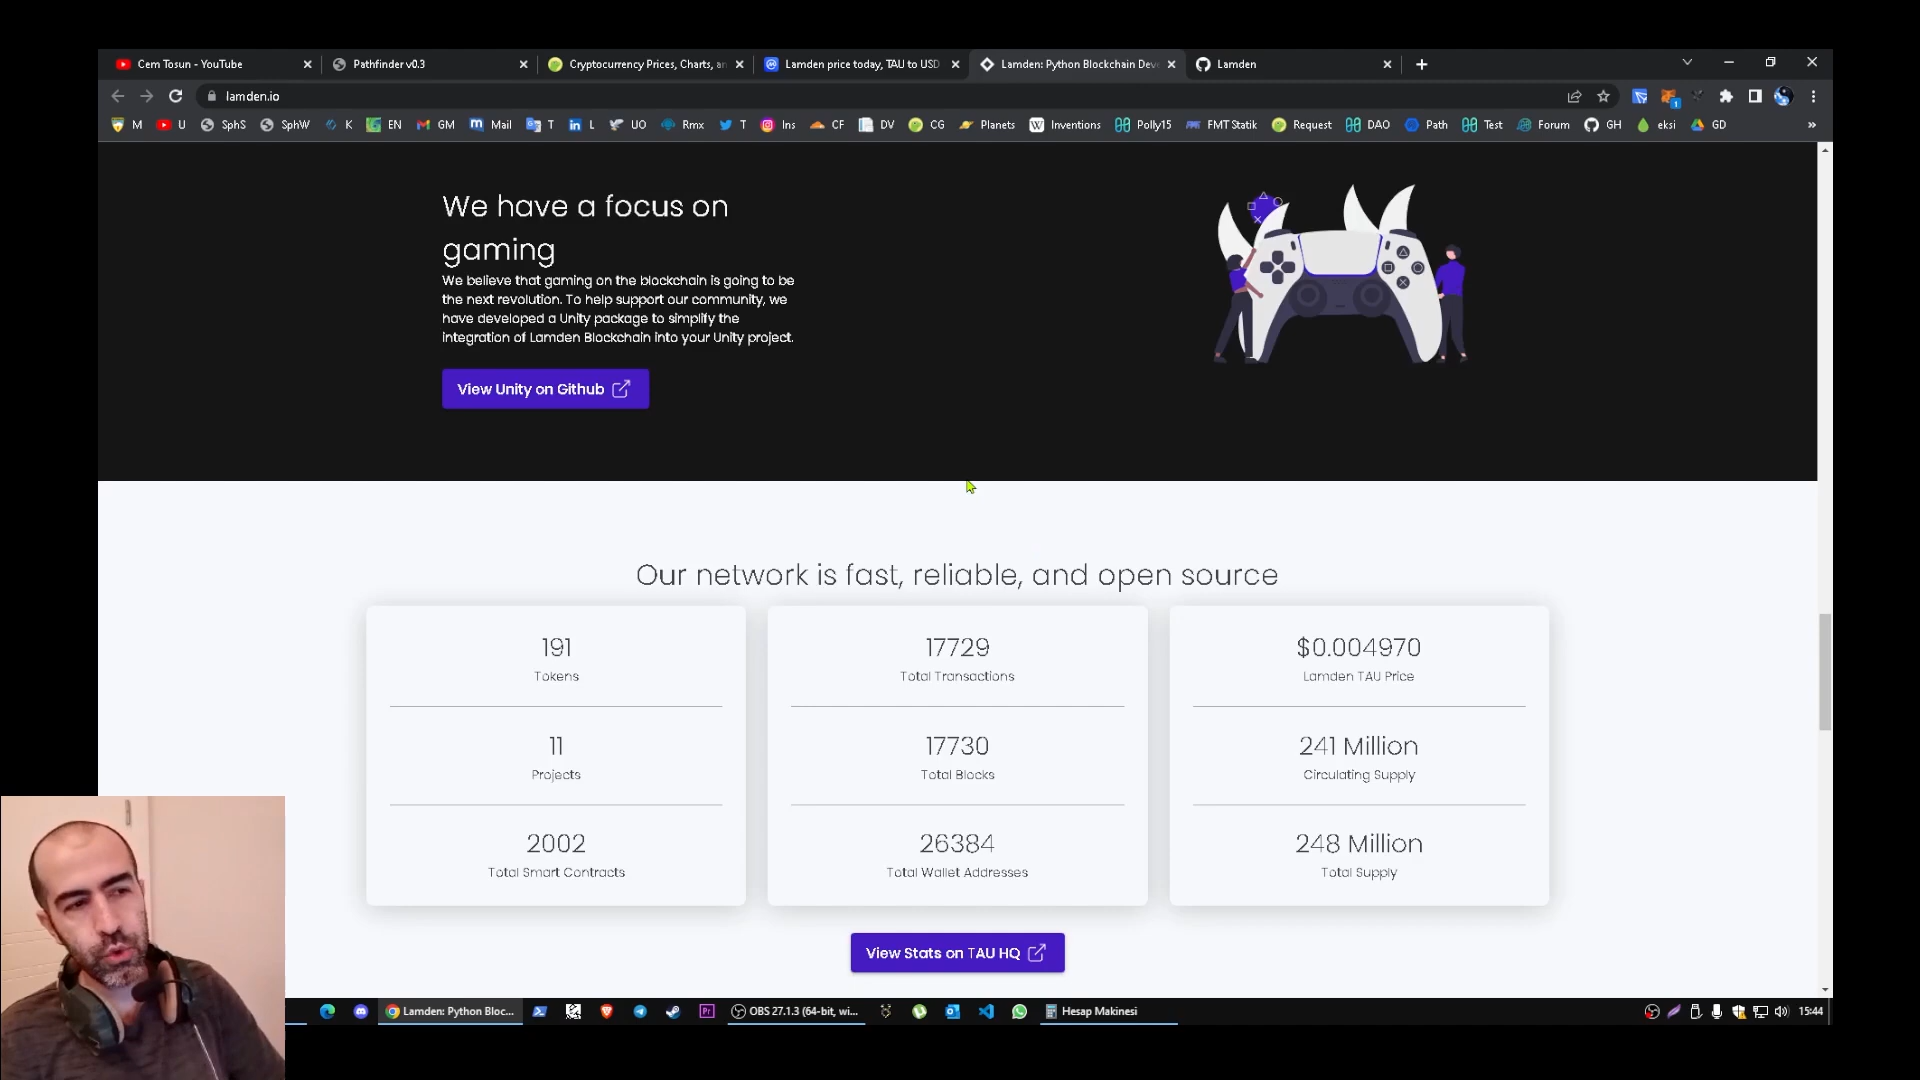 Cem Tosun - YouTube
Pathfinder v0.3
Cryptocurrency Prices, Charts, an
Lamden price today, TAU to USD
Lamden: Python Blockchain Deve
Lamden
lamden.io
M
U
SphS
SphW
K
EN
GM
Mail
T
L
UO
Rmx
T
Ins
CF
DV
CG
Planets
Inventions
Polly15
FMT Statik
Request
DAO
Path
Test
Forum
GH
eksi
GD
»
We have a focus on
gaming
We believe that gaming on the blockchain is going to be
the next revolution. To help support our community, we
have developed a Unity package to simplify the
integration of Lamden Blockchain into your Unity project.
View Unity on Github
Our network is fast, reliable, and open source
191
Tokens
11
Projects
2002
Total Smart Contracts
17729
Total Transactions
17730
Total Blocks
26384
Total Wallet Addresses
$0.004970
Lamden TAU Price
241 Million
Circulating Supply
248 Million
Total Supply
View Stats on TAU HQ
Lamden: Python Bloc...
Pr
OBS 27.1.3 (64-bit, wi...
Hesap Makinesi
15:44